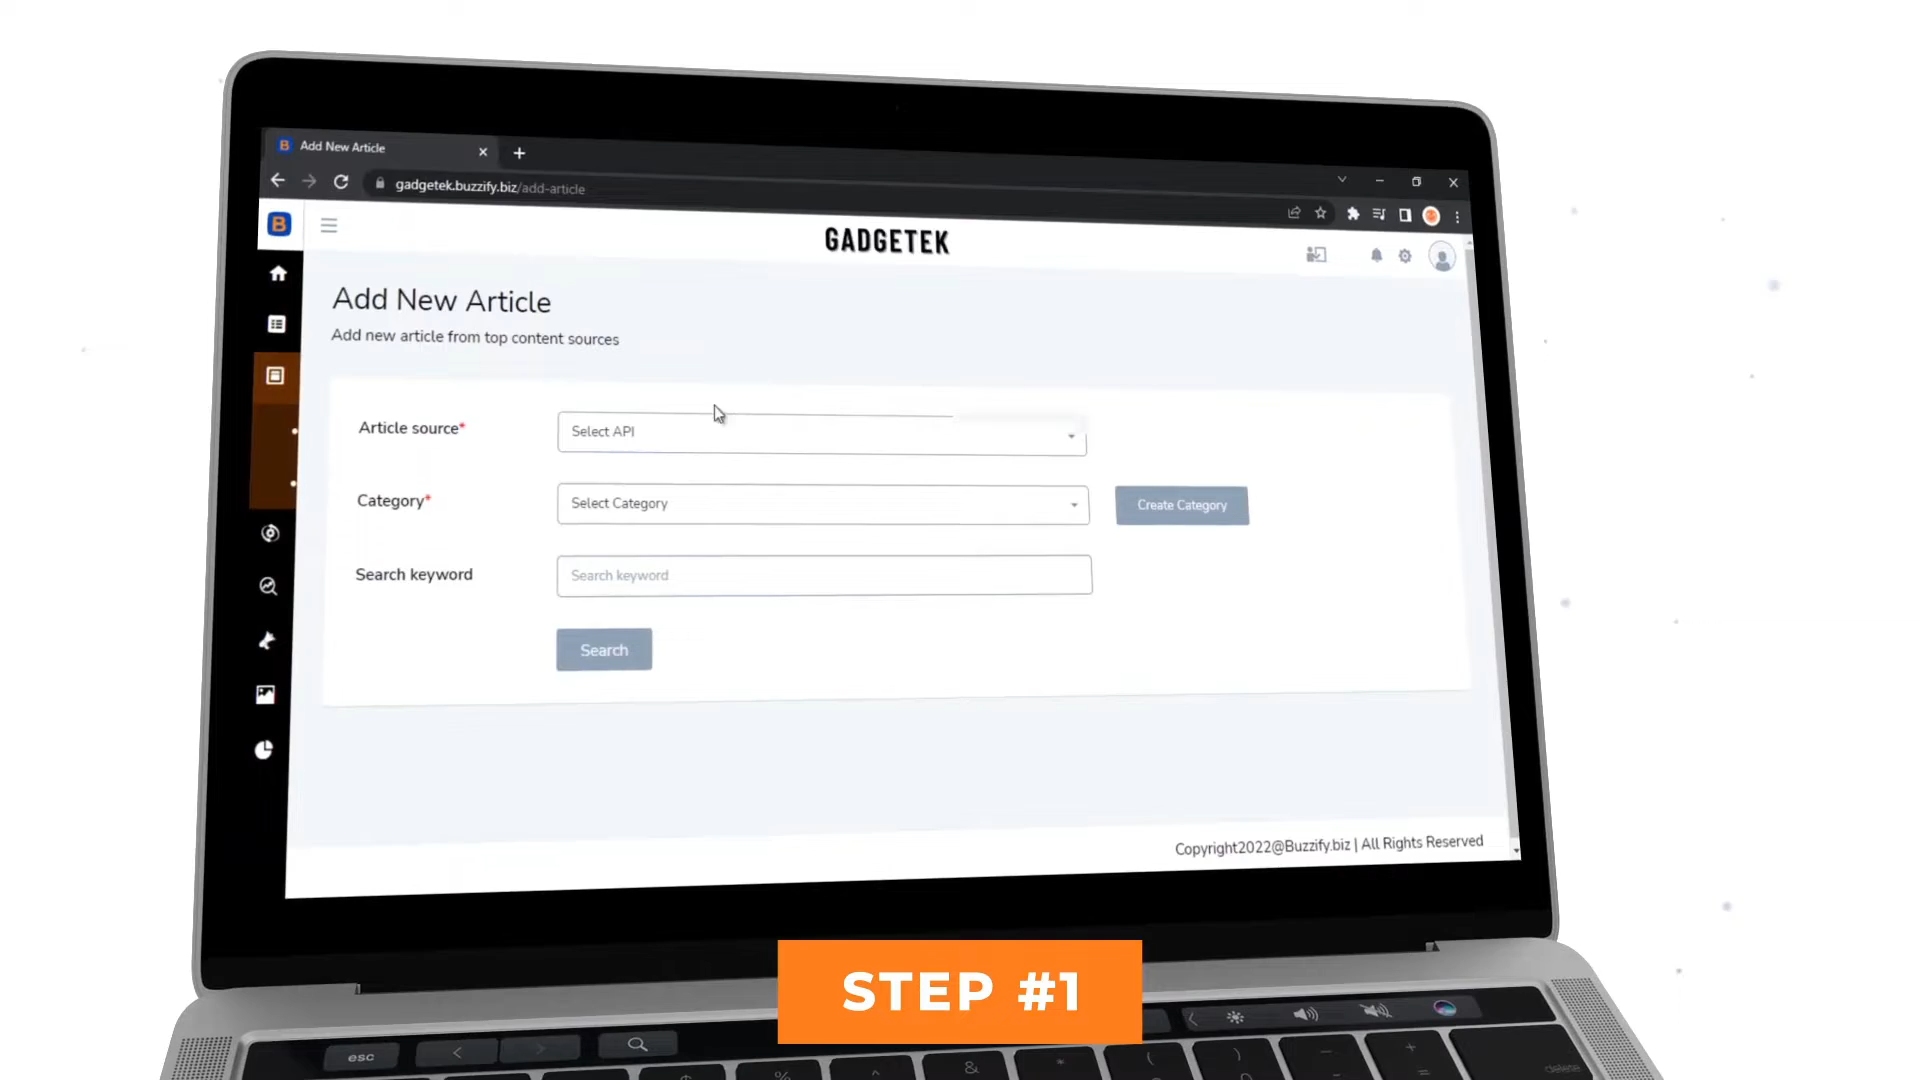 B Add New Article
gadgetek.buzzify.biz/add-article
B
GADGETEK
Add New Article
Add new article from top content sources
Article source*
Select API
Category*
Select Category
Create Category
Search keyword
Search keyword
Search
Copyright2022@Buzzify.biz | All Rights Reserved
STEP #1
esc
delete